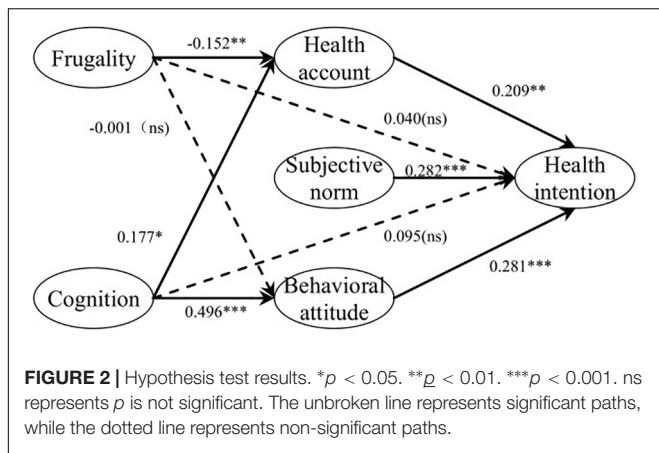 Frugality
-0.152**
Health
account
0.209**
0.040(ns)
-0.001 （ns)
Subjective
norm
0.282***
Health
intention
0.177*
0.095(ns)
0.281***
Cognition
0.496***
Behavioral
attitude
FIGURE 2 | Hypothesis test results. *p < 0.05. **p < 0.01. ***p < 0.001. ns
represents p is not significant. The unbroken line represents significant paths,
while the dotted line represents non-significant paths.